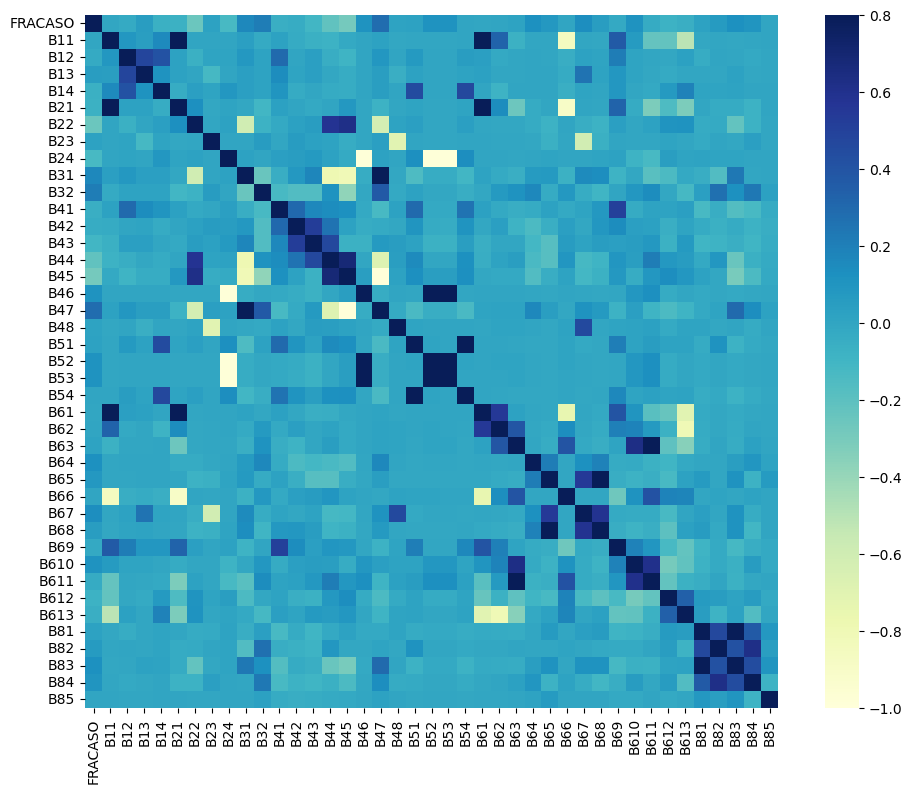 FRACASO
B11
B12
B13
B14
B21
B22
B23
B24
B31
B32
B41
B42
B43
B44
B45
B46
B47
B48
B51
B52
B53
B54
B61
B62
B63
B64
B65
B66
B67
B68
B69
B610
B611
B612
B613
B81
B82
B83
B84
B85
FRACASO B11 B12 B13 B14 B21 B22 B23 B24 B31 B32 B41 B42 B43 B44 B45 B46 B47 B48 B51 B52 B53 B54 B61 B62 B63 B64 B65 B66 B67 B68 B69 B610 B611 B612 B613 B81 B82 B83 B84 B85
0.8
0.6
0.4
0.2
0.0
−0.2
−0.4
−0.6
−0.8
−1.0